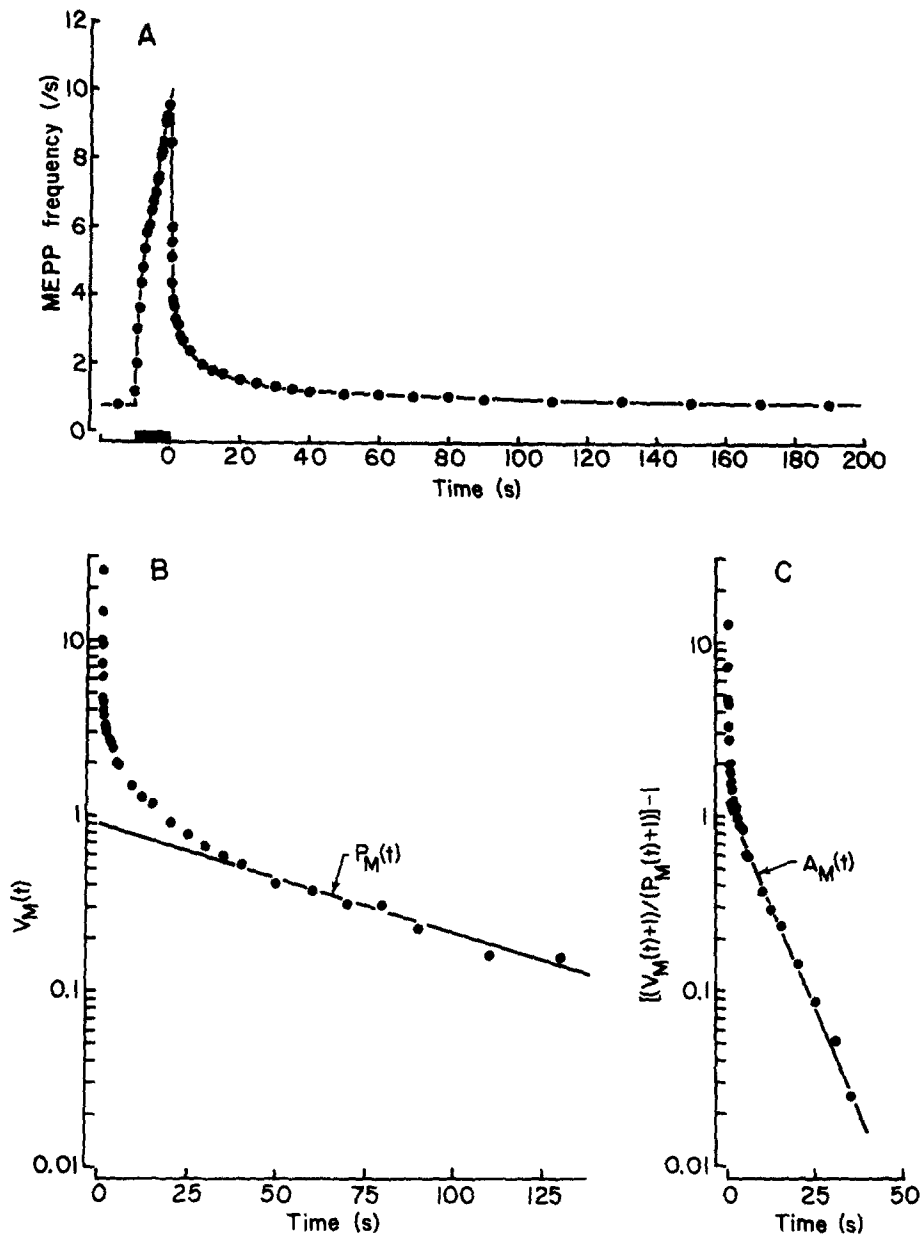 A
12
10
8
6
4
2
0
MEPP frequency (/s)
0 20 40 60 80 100 120 140 160 180 200
Time (s)
B
10
1
0.1
0.01
V_M(t)
P_M(t)
0 25 50 75 100 125
Time (s)
C
10
1
0.1
0.01
[(V_M(t)+1)/(P_M(t)+1)]-1
A_M(t)
0 25 50
Time (s)